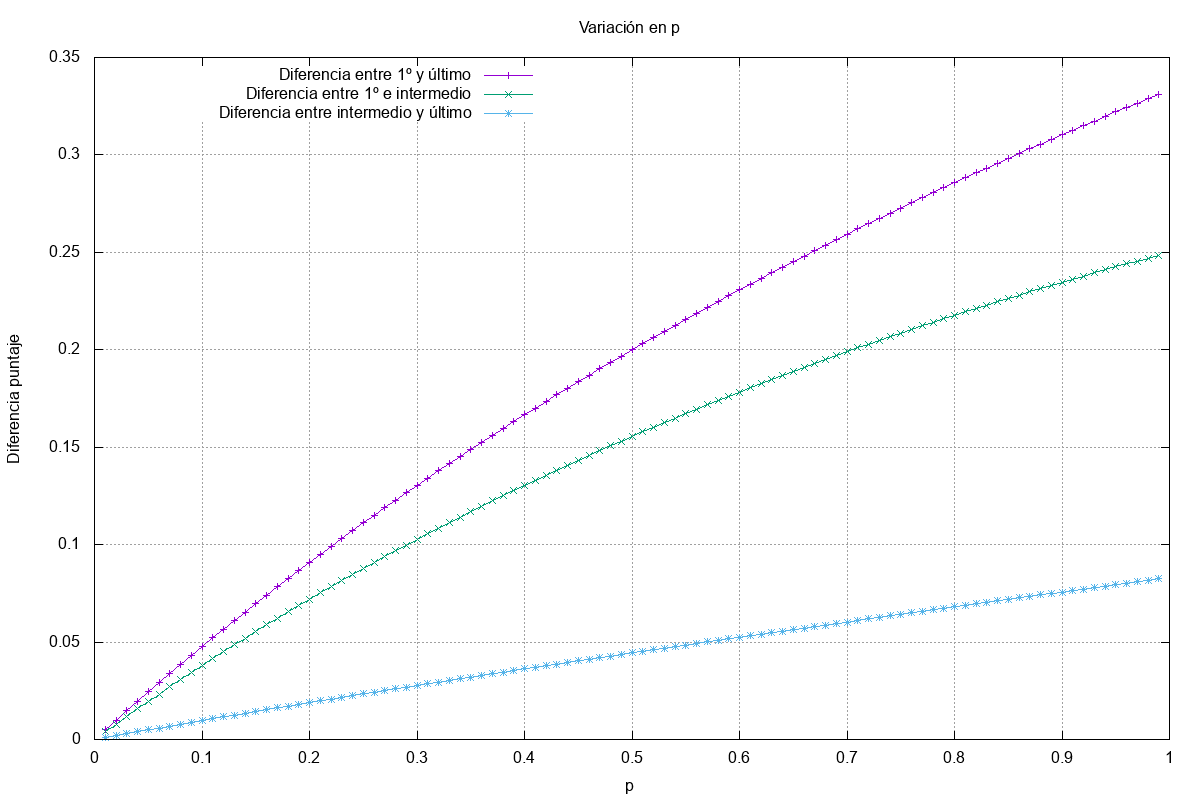 Variación en p
0.35
0.3
0.25
0.2
0.15
0.1
0.05
0
Diferencia entre 1º y último
Diferencia entre 1º e intermedio
Diferencia entre intermedio y último
Diferencia puntaje
0 0.1 0.2 0.3 0.4 0.5 0.6 0.7 0.8 0.9 1
p